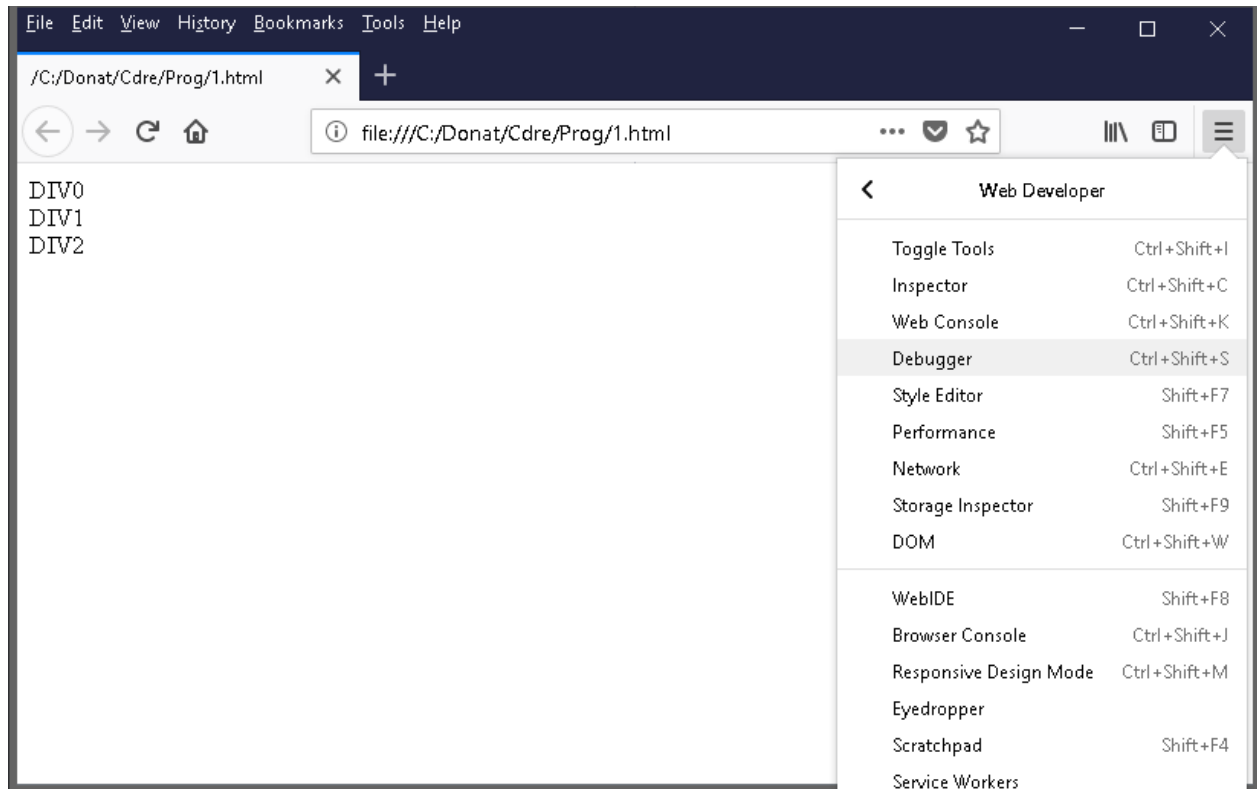 File Edit View History Bookmarks Tools Help
/C:/Donat/Cdre/Prog/1.html
file:///C:/Donat/Cdre/Prog/1.html
DIV0
DIV1
DIV2
Web Developer
Toggle Tools Ctrl+Shift+I
Inspector Ctrl+Shift+C
Web Console Ctrl+Shift+K
Debugger Ctrl+Shift+S
Style Editor Shift+F7
Performance Shift+F5
Network Ctrl+Shift+E
Storage Inspector Shift+F9
DOM Ctrl+Shift+W
WebIDE Shift+F8
Browser Console Ctrl+Shift+J
Responsive Design Mode Ctrl+Shift+M
Eyedropper
Scratchpad Shift+F4
Service Workers